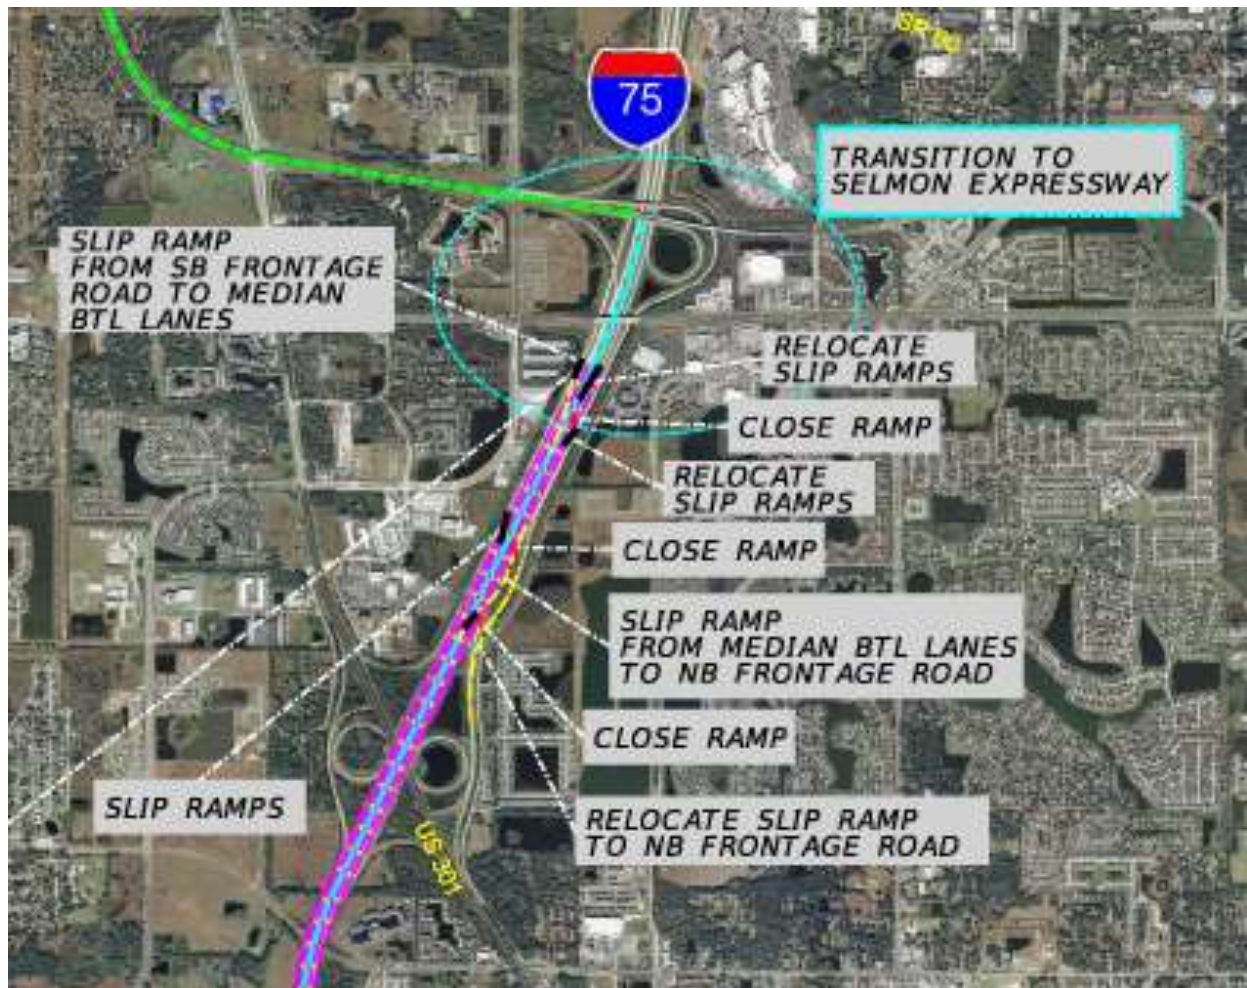 SR 60
75
TRANSITION TO
SELMON EXPRESSWAY
SLIP RAMP
FROM SB FRONTAGE
ROAD TO MEDIAN
BTL LANES
RELOCATE
SLIP RAMPS
CLOSE RAMP
RELOCATE
SLIP RAMPS
CLOSE RAMP
SLIP RAMP
FROM MEDIAN BTL LANES
TO NB FRONTAGE ROAD
CLOSE RAMP
SLIP RAMPS
RELOCATE SLIP RAMP
TO NB FRONTAGE ROAD
US 301